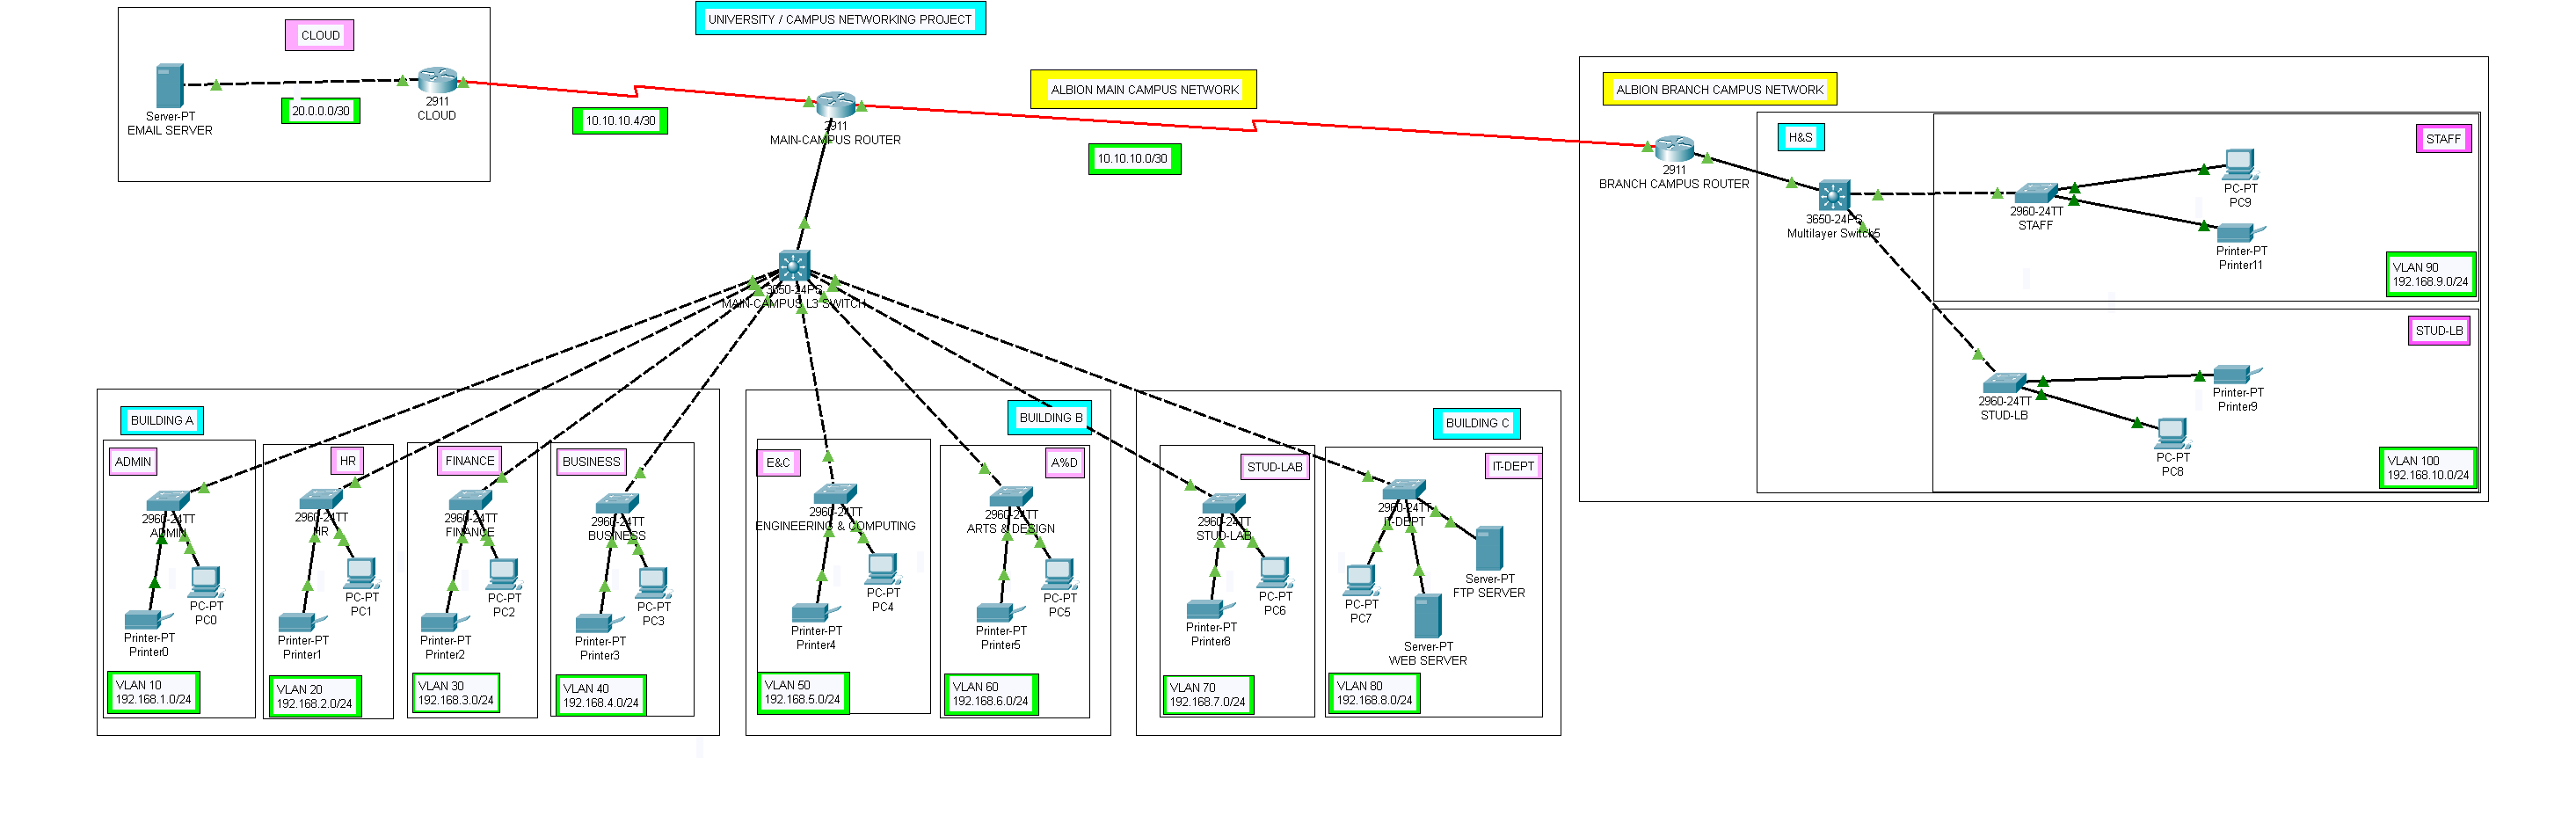 UNIVERSITY / CAMPUS NETWORKING PROJECT
CLOUD
Server-PT
EMAIL SERVER
20.0.0.0/30
2911
CLOUD
10.10.10.4/30
2911
MAIN-CAMPUS ROUTER
ALBION MAIN CAMPUS NETWORK
10.10.10.0/30
3650-24PS
MAIN-CAMPUS L3 SWITCH
ALBION BRANCH CAMPUS NETWORK
2911
BRANCH CAMPUS ROUTER
H&S
3650-24PS
Multilayer Switch5
STAFF
2960-24TT
STAFF
PC-PT
PC9
Printer-PT
Printer11
VLAN 90
192.168.9.0/24
STUD-LB
2960-24TT
STUD-LB
Printer-PT
Printer9
PC-PT
PC8
VLAN 100
192.168.10.0/24
BUILDING A
ADMIN
2960-24TT
ADMIN
PC-PT
PC0
Printer-PT
Printer0
VLAN 10
192.168.1.0/24
HR
2960-24TT
HR
PC-PT
PC1
Printer-PT
Printer1
VLAN 20
192.168.2.0/24
FINANCE
2960-24TT
FINANCE
PC-PT
PC2
Printer-PT
Printer2
VLAN 30
192.168.3.0/24
BUSINESS
2960-24TT
BUSINESS
PC-PT
PC3
Printer-PT
Printer3
VLAN 40
192.168.4.0/24
BUILDING B
E&C
2960-24TT
ENGINEERING & COMPUTING
PC-PT
PC4
Printer-PT
Printer4
VLAN 50
192.168.5.0/24
A%D
2960-24TT
ARTS & DESIGN
PC-PT
PC5
Printer-PT
Printer5
VLAN 60
192.168.6.0/24
BUILDING C
STUD-LAB
2960-24TT
STUD-LAB
PC-PT
PC6
Printer-PT
Printer8
VLAN 70
192.168.7.0/24
IT-DEPT
2960-24TT
IT-DEPT
Server-PT
FTP SERVER
PC-PT
PC7
Server-PT
WEB SERVER
VLAN 80
192.168.8.0/24